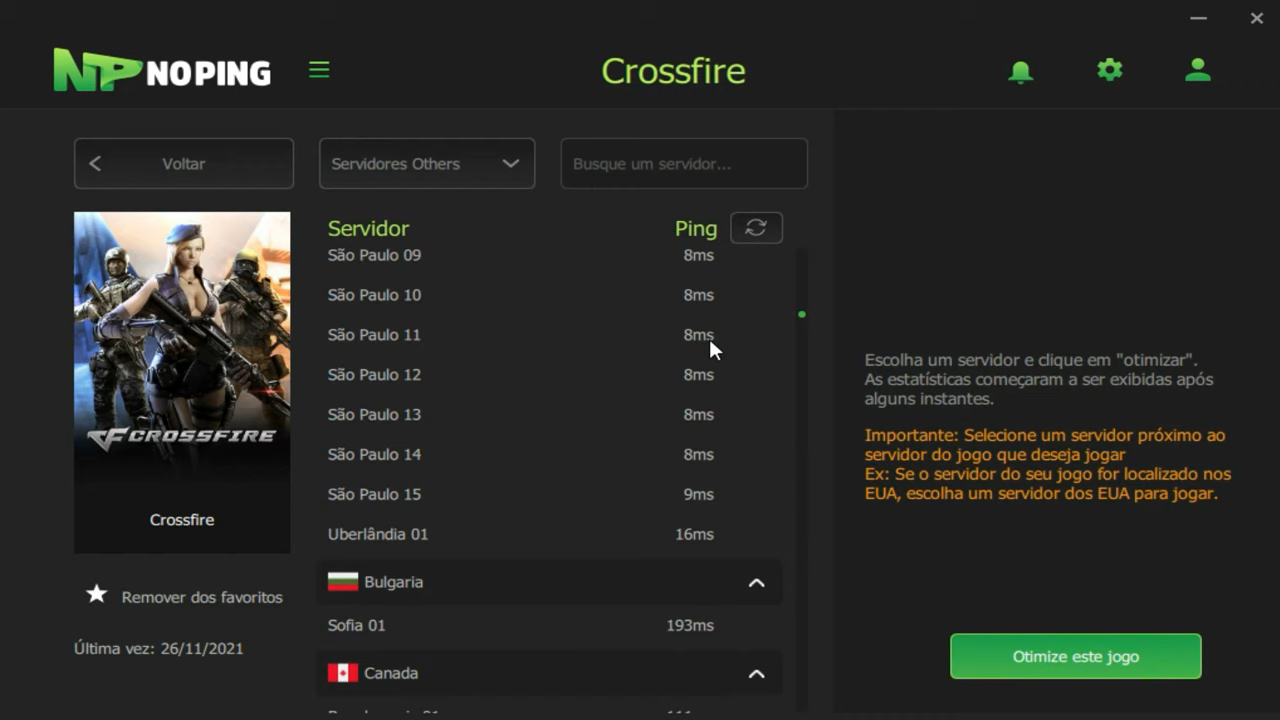 NP NOPING
Crossfire
Voltar
Servidores Others
Busque um servidor...
Servidor Ping
São Paulo 09 8ms
São Paulo 10 8ms
São Paulo 11 8ms
São Paulo 12 8ms
São Paulo 13 8ms
São Paulo 14 8ms
São Paulo 15 9ms
Uberlândia 01 16ms
Bulgaria
Sofia 01 193ms
Canada
CF CROSSFIRE
Crossfire
Remover dos favoritos
Última vez: 26/11/2021
Escolha um servidor e clique em "otimizar".
As estatísticas começaram a ser exibidas após
alguns instantes.
Importante: Selecione um servidor próximo ao
servidor do jogo que deseja jogar
Ex: Se o servidor do seu jogo for localizado nos
EUA, escolha um servidor dos EUA para jogar.
Otimize este jogo